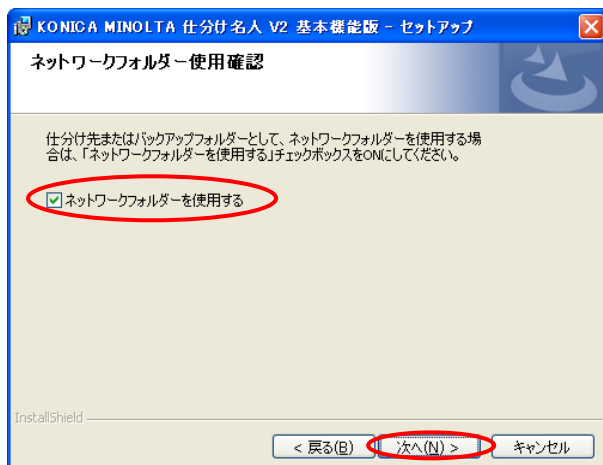 KONICA MINOLTA 仕分け名人 V2 基本機能版 - セットアップ
ネットワークフォルダー使用確認
仕分け先またはバックアップフォルダーとして、ネットワークフォルダーを使用する場
合は、「ネットワークフォルダーを使用する」チェックボックスをONにしてください。
ネットワークフォルダーを使用する
InstallShield
< 戻る(B) 次へ(N) > キャンセル